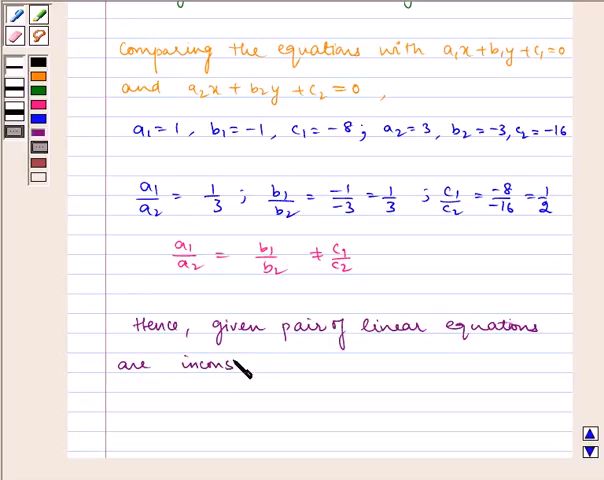 Comparing the equations with a1x + b1y + c1 = 0
and a2x + b2y + c2 = 0 ,
a1 = 1 , b1 = -1 , c1 = -8 ; a2 = 3 , b2 = -3, c2 = -16
a1/a2 = 1/3 ; b1/b2 = -1/-3 = 1/3 ; c1/c2 = -8/-16 = 1/2
a1/a2 = b1/b2 ≠ c1/c2
Hence, given pair of linear equations
are incons